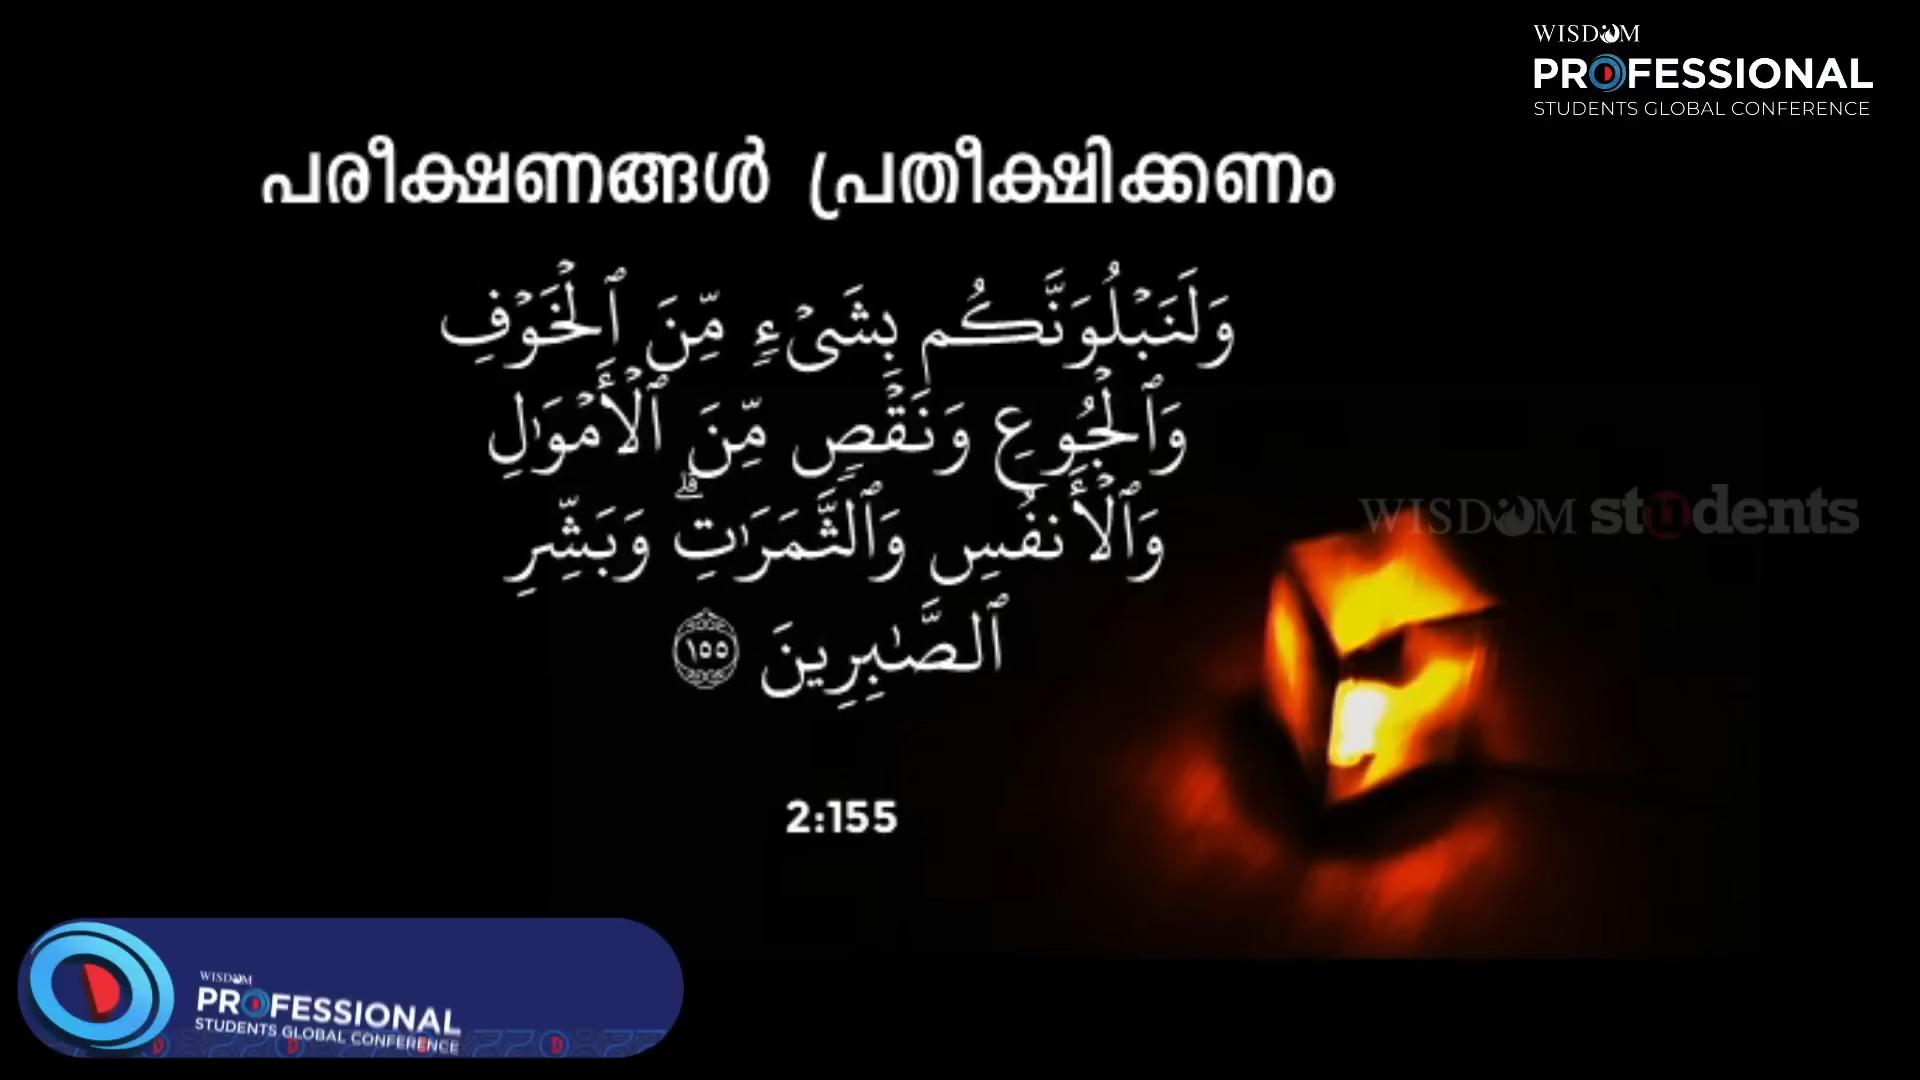 WISDOM
PROFESSIONAL
STUDENTS GLOBAL CONFERENCE
പരീക്ഷണങ്ങൾ പ്രതീക്ഷിക്കണം
وَلَنَبْلُوَنَّكُم بِشَىْءٍ مِّنَ ٱلْخَوْفِ
وَٱلْجُوعِ وَنَقْصٍ مِّنَ ٱلْأَمْوَٰلِ
وَٱلْأَنفُسِ وَٱلثَّمَرَٰتِ ۗ وَبَشِّرِ
ٱلصَّـٰبِرِينَ ١٥٥
WISDOM students
2:155
WISDOM
PROFESSIONAL
STUDENTS GLOBAL CONFERENCE